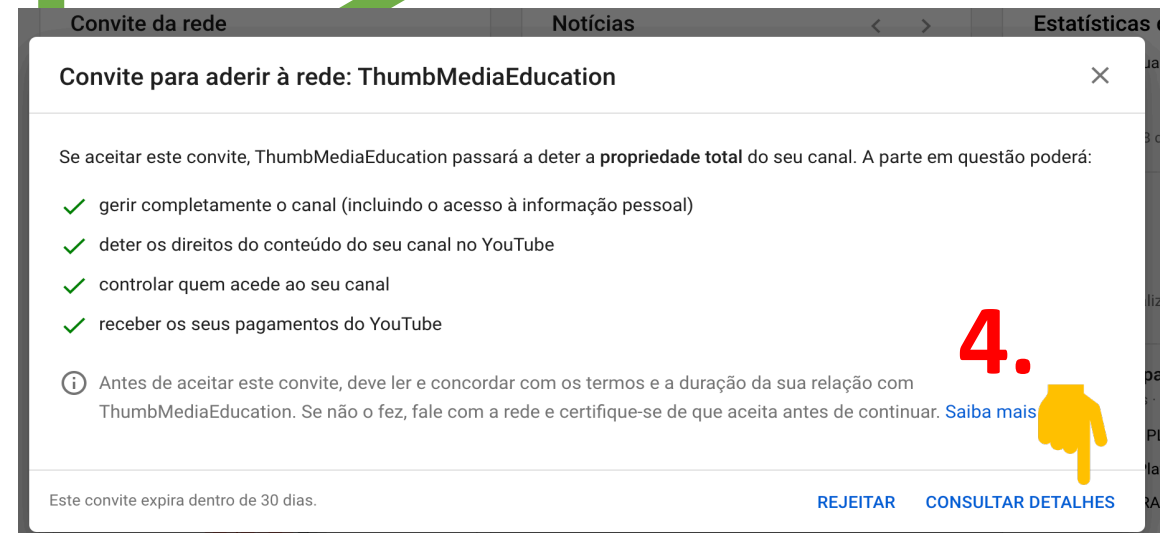 Convite da rede
Notícias
Estatísticas
Convite para aderir à rede: ThumbMediaEducation
Se aceitar este convite, ThumbMediaEducation passará a deter a propriedade total do seu canal. A parte em questão poderá:
gerir completamente o canal (incluindo o acesso à informação pessoal)
deter os direitos do conteúdo do seu canal no YouTube
controlar quem acede ao seu canal
receber os seus pagamentos do YouTube
4.
Antes de aceitar este convite, deve ler e concordar com os termos e a duração da sua relação com
ThumbMediaEducation. Se não o fez, fale com a rede e certifique-se de que aceita antes de continuar. Saiba mais
Este convite expira dentro de 30 dias.
REJEITAR
CONSULTAR DETALHES